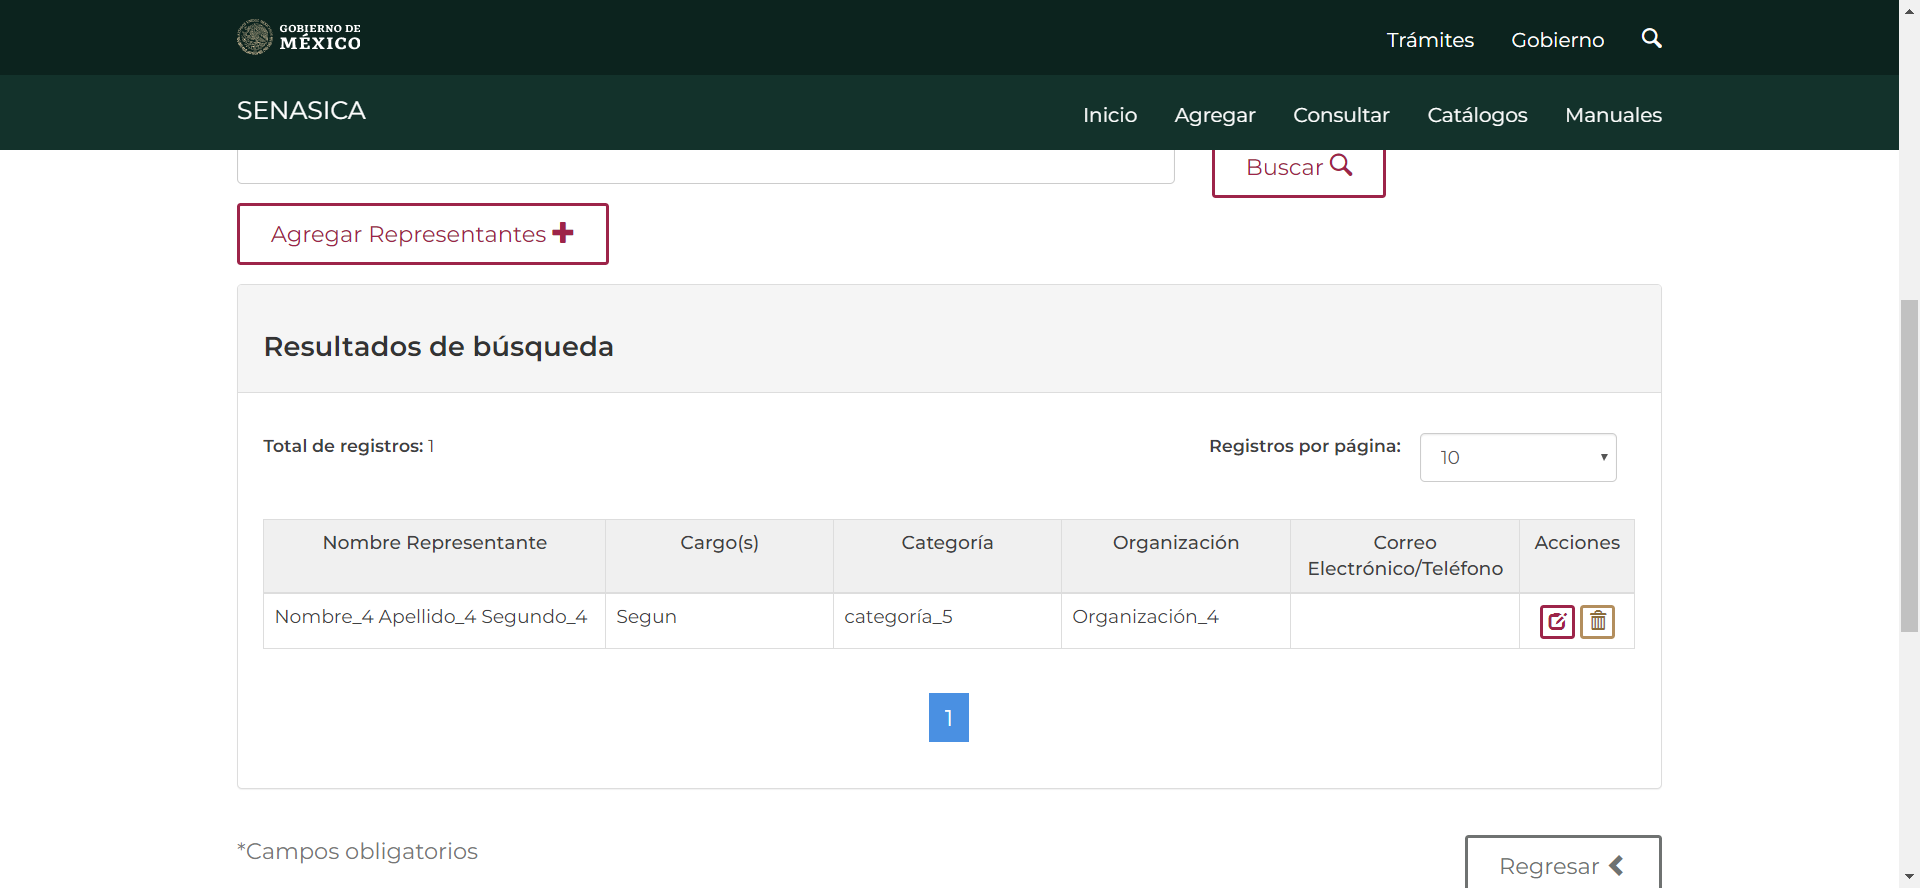 GOBIERNO DE
MÉXICO
Trámites Gobierno
SENASICA
Inicio Agregar Consultar Catálogos Manuales
Buscar
Agregar Representantes
Resultados de búsqueda
Total de registros: 1
Registros por página: 10
Nombre Representante Cargo(s) Categoría Organización Correo Electrónico/Teléfono Acciones
Nombre_4 Apellido_4 Segundo_4 Segun categoría_5 Organización_4
1
*Campos obligatorios
Regresar